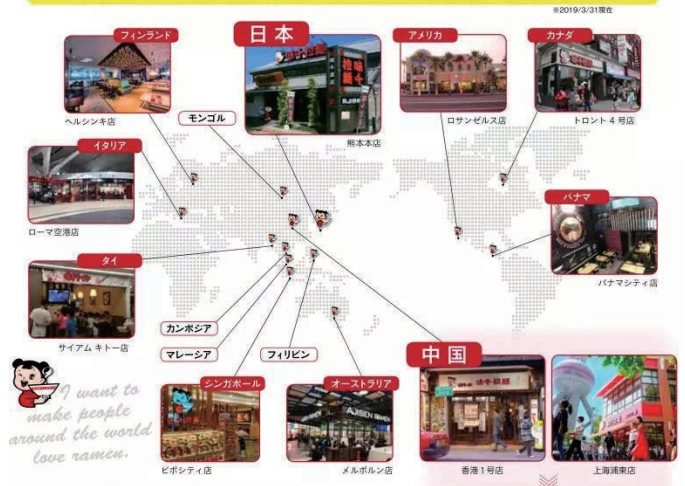 ※2019/3/31現在
フィンランド
ヘルシンキ店
日本
熊本本店
アメリカ
ロサンゼルス店
カナダ
トロント 4 号店
モンゴル
イタリア
ローマ空港店
パナマ
パナマシティ店
タイ
サイアム キトー店
カンボジア
マレーシア
フィリピン
シンガポール
ビボシティ店
オーストラリア
AJISEN RAMEN
メルボルン店
中国
味千拉麺
香港1号店
上海浦東店
I want to
make people
around the world
love ramen.